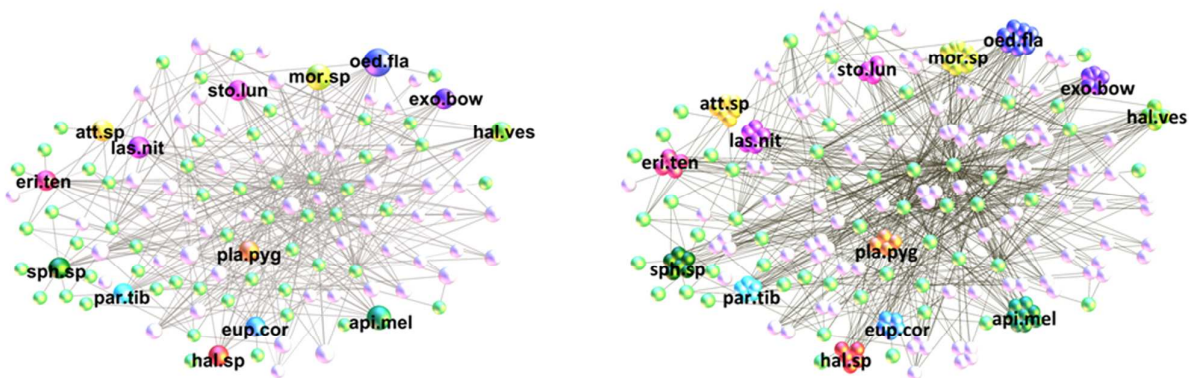 oed.fla
mor.sp
sto.lun
exo.bow
hal.ves
att.sp
las.nit
eri.ten
pla.pyg
sph.sp
par.tib
api.mel
eup.cor
hal.sp
oed.fla
mor.sp
sto.lun
exo.bow
att.sp
hal.ves
las.nit
eri.ten
pla.pyg
sph.sp
par.tib
api.mel
eup.cor
hal.sp